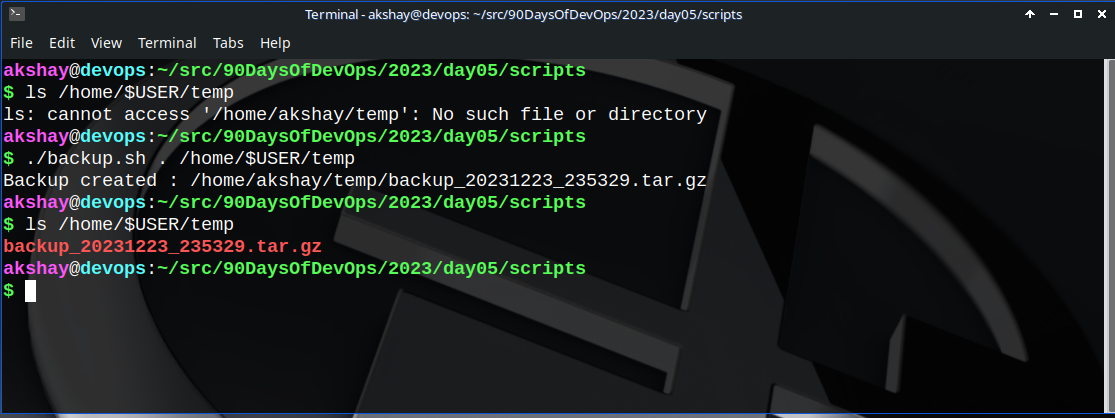 Terminal - akshay@devops: ~/src/90DaysOfDevOps/2023/day05/scripts
File Edit View Terminal Tabs Help
akshay@devops:~/src/90DaysOfDevOps/2023/day05/scripts
$ ls /home/$USER/temp
ls: cannot access '/home/akshay/temp': No such file or directory
akshay@devops:~/src/90DaysOfDevOps/2023/day05/scripts
$ ./backup.sh . /home/$USER/temp
Backup created : /home/akshay/temp/backup_20231223_235329.tar.gz
akshay@devops:~/src/90DaysOfDevOps/2023/day05/scripts
$ ls /home/$USER/temp
backup_20231223_235329.tar.gz
akshay@devops:~/src/90DaysOfDevOps/2023/day05/scripts
$